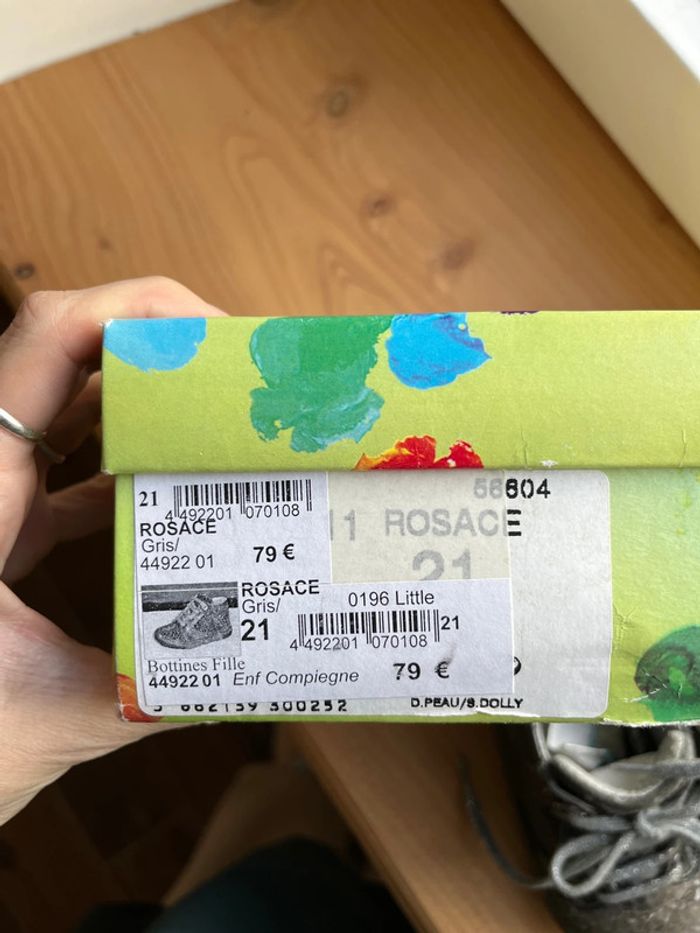 21
4 492201 070108
ROSACE
Gris/
44922 01
79 €
804
11 ROSACE
21
ROSACE
Gris/
21
0196 Little
4 492201 070108
21
79 €
Bottines Fille
44922 01 Enf Compiegne
D.PEAU/S.DOLLY